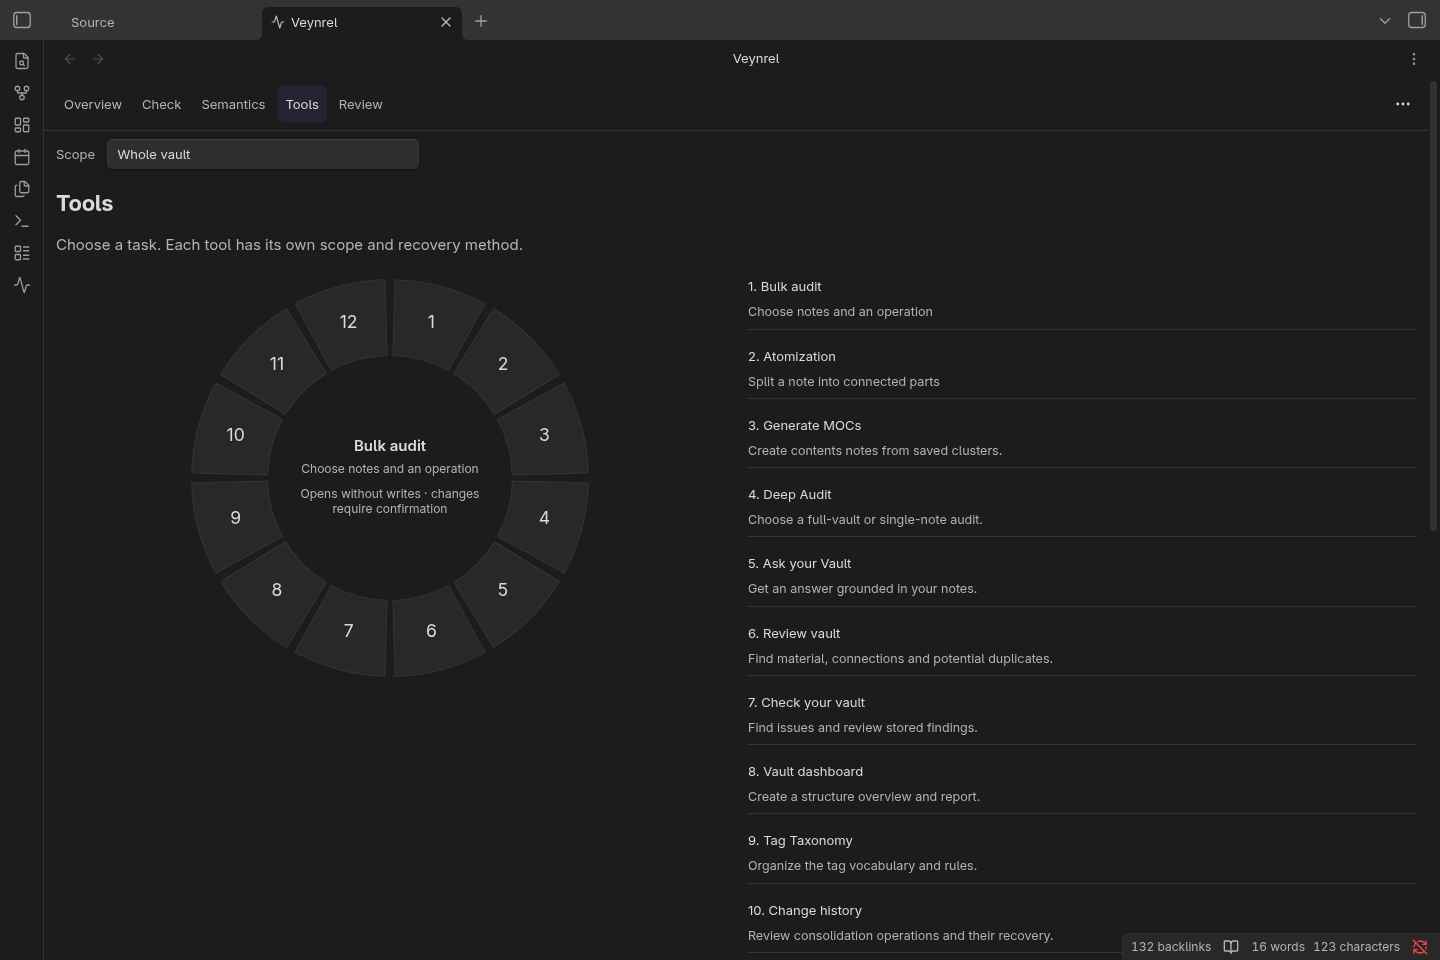 Source
Veynrel
Veynrel
Overview Check Semantics Tools Review
Scope Whole vault
Tools
Choose a task. Each tool has its own scope and recovery method.
12
1
11
2
10
3
9
4
8
5
7
6
Bulk audit
Choose notes and an operation
Opens without writes · changes
require confirmation
1. Bulk audit
Choose notes and an operation
2. Atomization
Split a note into connected parts
3. Generate MOCs
Create contents notes from saved clusters.
4. Deep Audit
Choose a full-vault or single-note audit.
5. Ask your Vault
Get an answer grounded in your notes.
6. Review vault
Find material, connections and potential duplicates.
7. Check your vault
Find issues and review stored findings.
8. Vault dashboard
Create a structure overview and report.
9. Tag Taxonomy
Organize the tag vocabulary and rules.
10. Change history
Review consolidation operations and their recovery.
132 backlinks 16 words 123 characters